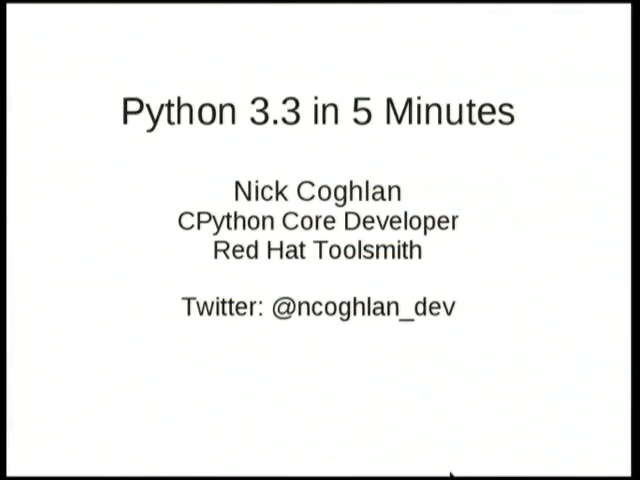 Python 3.3 in 5 Minutes
Nick Coghlan
CPython Core Developer
Red Hat Toolsmith
Twitter: @ncoghlan_dev